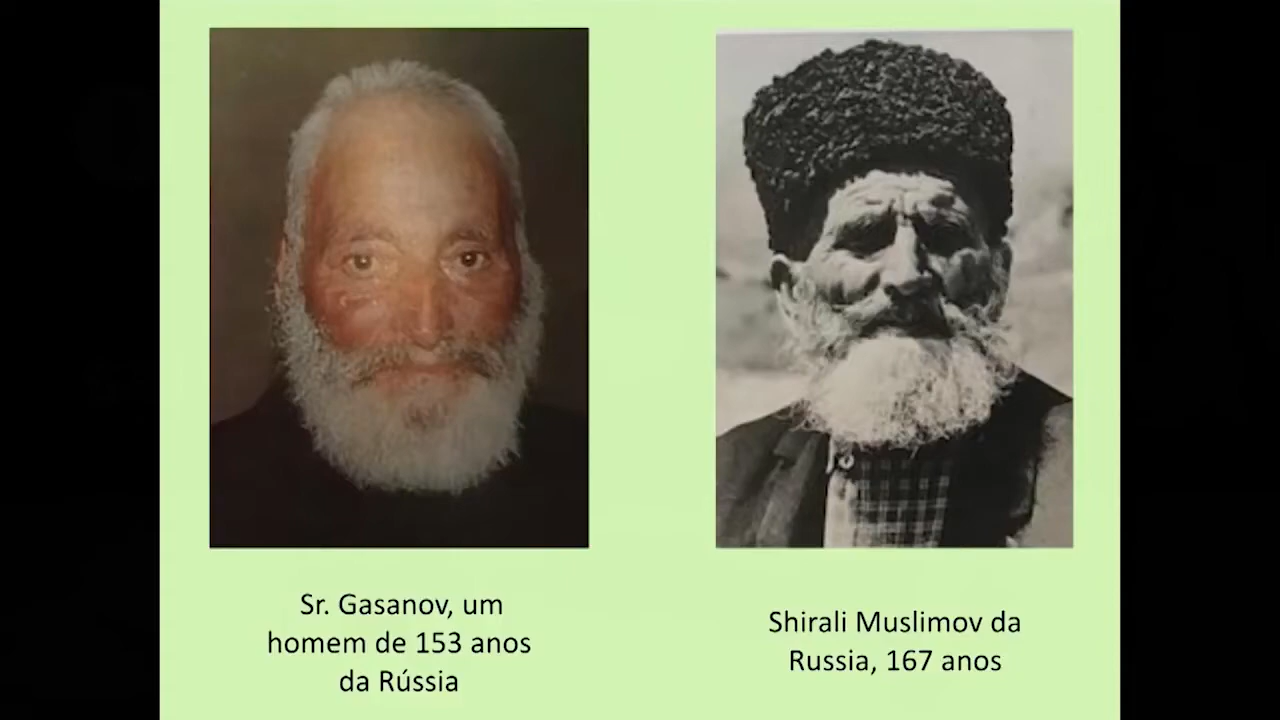 Sr. Gasanov, um
homem de 153 anos
da Rússia
Shirali Muslimov da
Russia, 167 anos